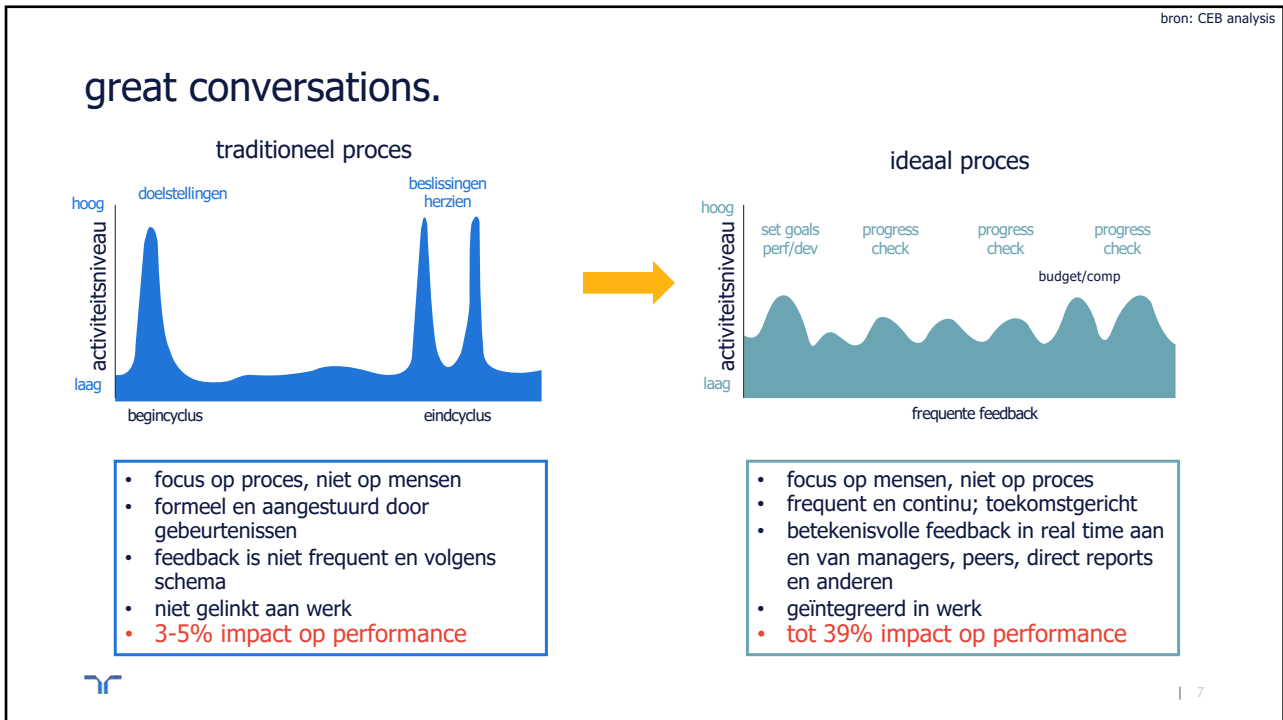 bron: CEB analysis
great conversations.
traditioneel proces
hoog
doelstellingen
beslissingen
herzien
activiteitsniveau
laag
begincyclus
eindcyclus
• focus op proces, niet op mensen
• formeel en aangestuurd door
gebeurtenissen
• feedback is niet frequent en volgens
schema
• niet gelinkt aan werk
• 3-5% impact op performance
ideaal proces
hoog
set goals
perf/dev
progress
check
progress
check
progress
check
budget/comp
activiteitsniveau
laag
frequente feedback
• focus op mensen, niet op proces
• frequent en continu; toekomstgericht
• betekenisvolle feedback in real time aan
en van managers, peers, direct reports
en anderen
• geïntegreerd in werk
• tot 39% impact op performance
| 7